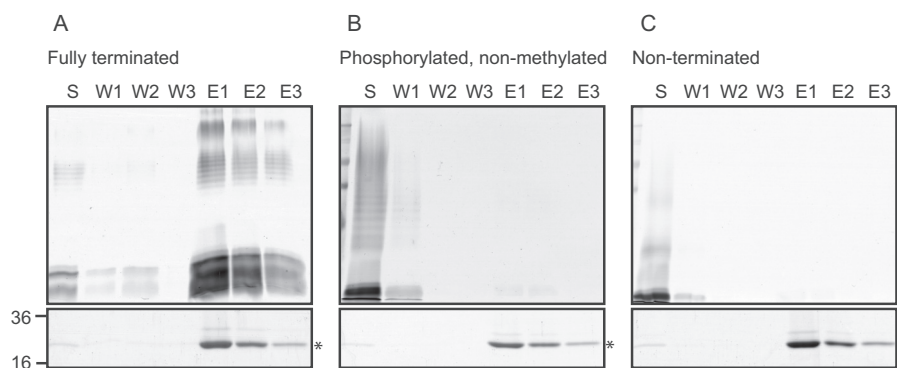 A B C
Fully terminated Phosphorylated, non-methylated Non-terminated
S W1 W2 W3 E1 E2 E3 S W1 W2 W3 E1 E2 E3 S W1 W2 W3 E1 E2 E3
36
* *
16